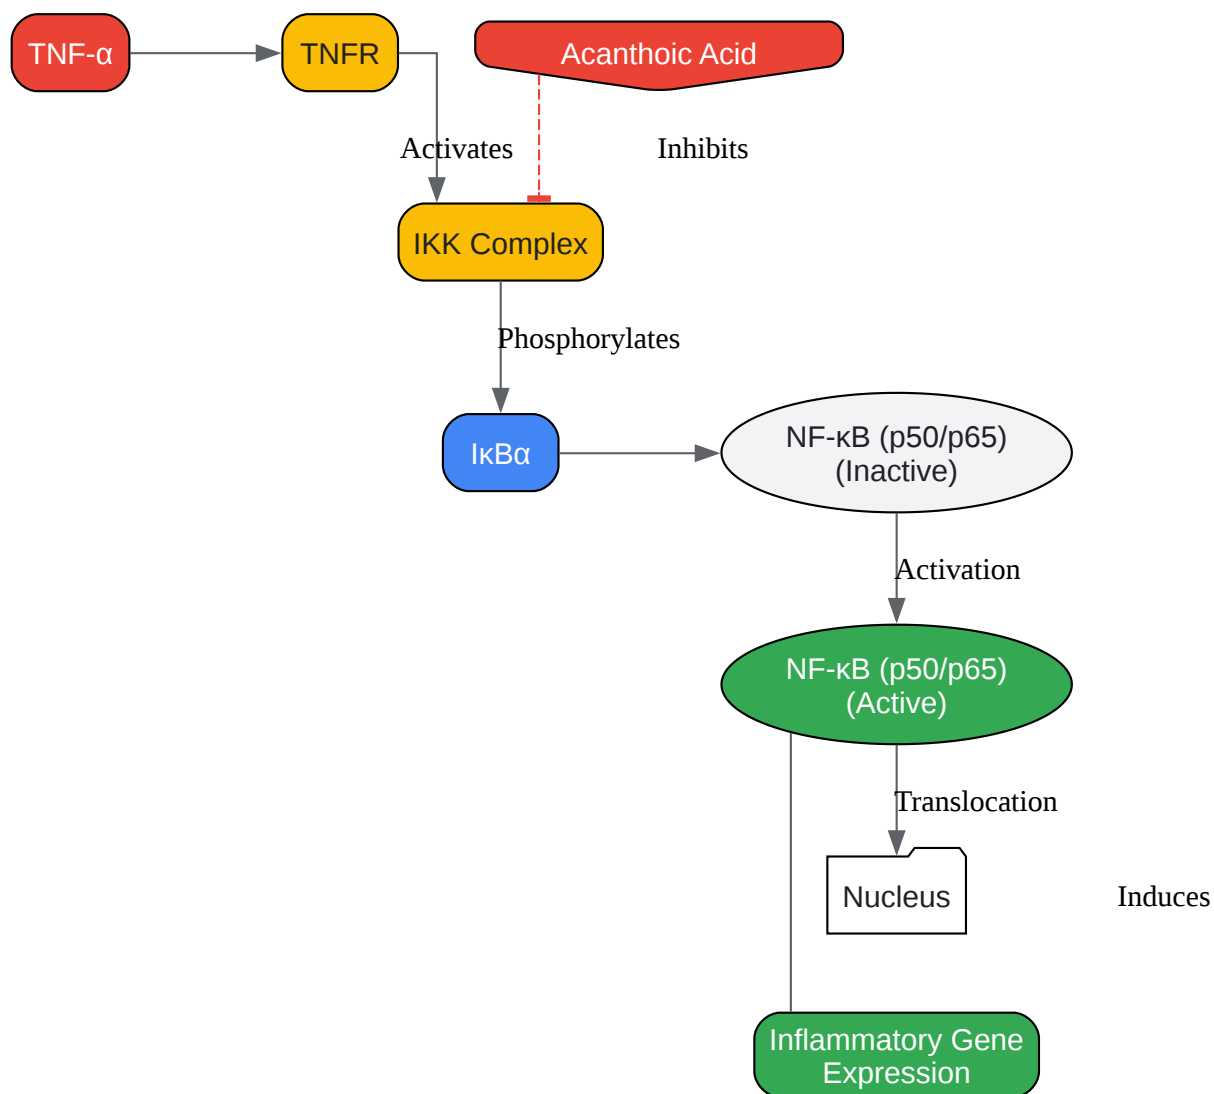 TNF-α
TNFR
Acanthoic Acid
Activates
Inhibits
IKK Complex
Phosphorylates
IκBα
NF-κB (p50/p65)
(Inactive)
Activation
NF-κB (p50/p65)
(Active)
Translocation
Nucleus
Induces
Inflammatory Gene
Expression